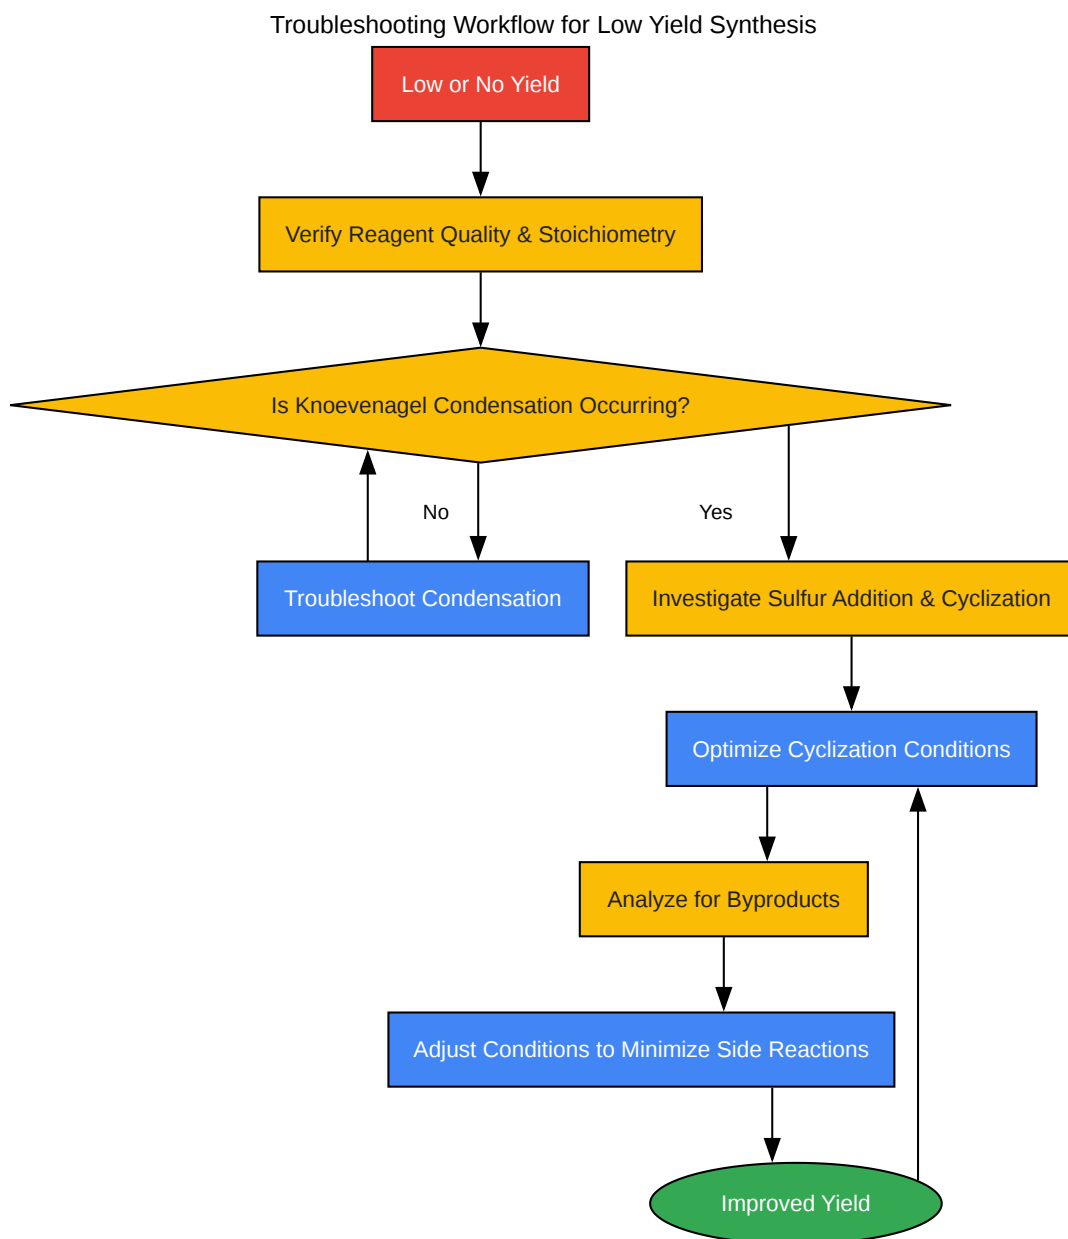 Troubleshooting Workflow for Low Yield Synthesis
Low or No Yield
Verify Reagent Quality & Stoichiometry
Is Knoevenagel Condensation Occurring?
No
Yes
Troubleshoot Condensation
Investigate Sulfur Addition & Cyclization
Optimize Cyclization Conditions
Analyze for Byproducts
Adjust Conditions to Minimize Side Reactions
Improved Yield